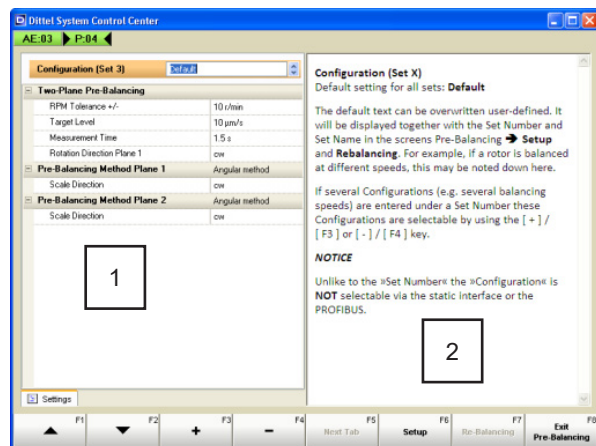 Dittel System Control Center
AE:03 P:04
Configuration (Set 3) Default
Two-Plane Pre-Balancing
RPM Tolerance +/- 10 r/min
Target Level 10 µm/s
Measurement Time 1.5 s
Rotation Direction Plane 1 cw
Pre-Balancing Method Plane 1 Angular method
Scale Direction cw
Pre-Balancing Method Plane 2 Angular method
Scale Direction cw
1
Settings
Configuration (Set X)
Default setting for all sets: Default
The default text can be overwritten user-defined. It
will be displayed together with the Set Number and
Set Name in the screens Pre-Balancing ➔ Setup
and Rebalancing. For example, if a rotor is balanced
at different speeds, this may be noted down here.
If several Configurations (e.g. several balancing
speeds) are entered under a Set Number these
Configurations are selectable by using the [ + ] /
[ F3 ] or [ - ] / [ F4 ] key.
NOTICE
Unlike to the »Set Number« the »Configuration« is
NOT selectable via the static interface or the
PROFIBUS.
2
F1 F2 F3 F4 F5 F6 F7 F8
+ - Next Tab Setup Re-Balancing Exit
Pre-Balancing